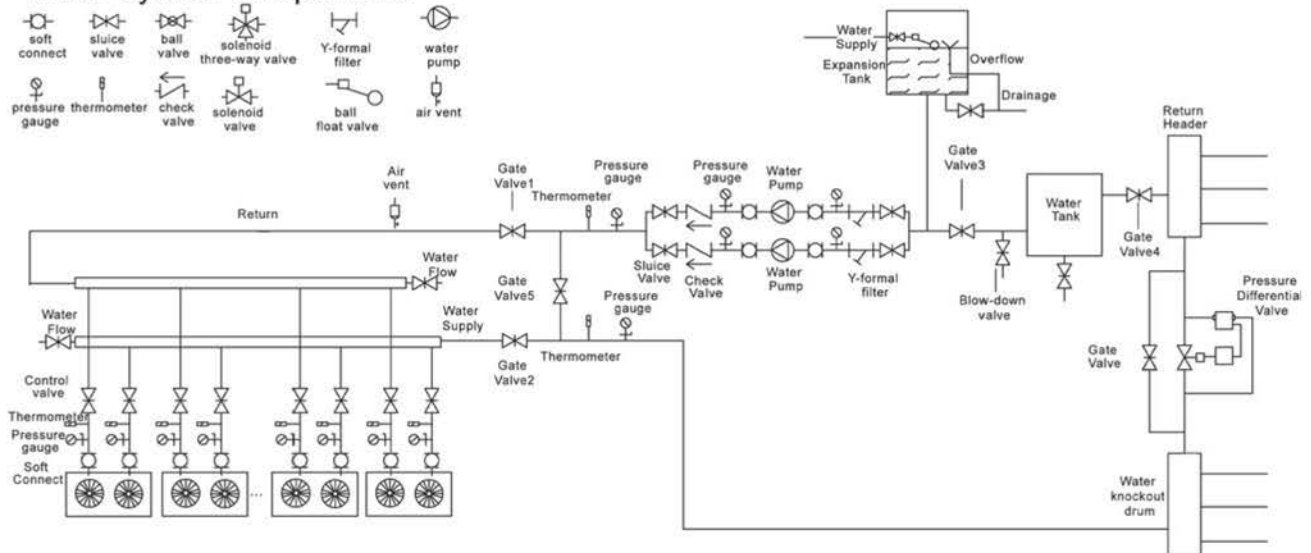 soft
connect
sluice
valve
ball
valve
solenoid
three-way valve
Y-formal
filter
water
pump
pressure
gauge
thermometer
check
valve
solenoid
valve
ball
float valve
air vent
Water
Supply
Expansion
Tank
Overflow
Drainage
Return
Header
Air
vent
Gate
Valve1
Thermometer
Pressure
gauge
Pressure
gauge
Water
Pump
Gate
Valve3
Return
Water
Tank
Gate
Valve4
Water
Flow
Gate
Valve5
Sluice
Valve
Check
Valve
Water
Pump
Y-formal
filter
Blow-down
valve
Pressure
Differential
Valve
Water
Flow
Water
Supply
Pressure
gauge
Thermometer
Gate
Valve2
Gate
Valve
Control
valve
Thermometer
Pressure
gauge
Soft
Connect
...
Water
knockout
drum